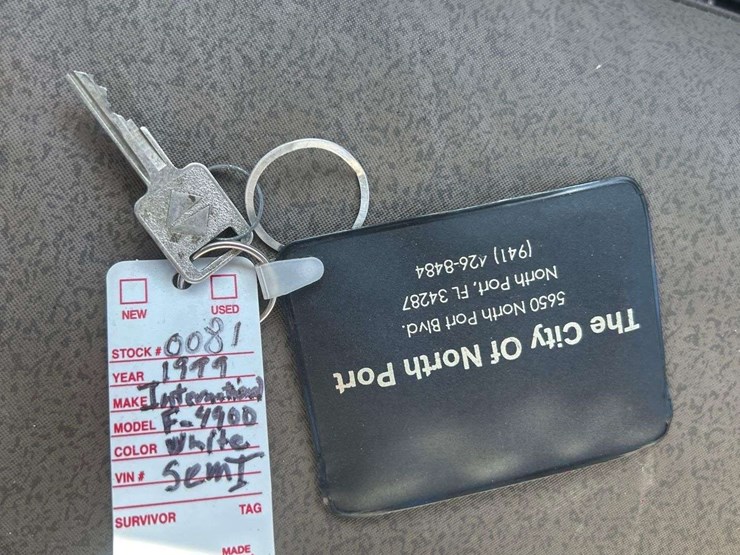 NEW USED
STOCK # 0081
YEAR 1999
MAKE International
MODEL F-4900
COLOR White
VIN # SemI
SURVIVOR TAG
MADE
The City Of North Port
5650 North Port Blvd.
North Port, FL 34287
(941) 426-8484